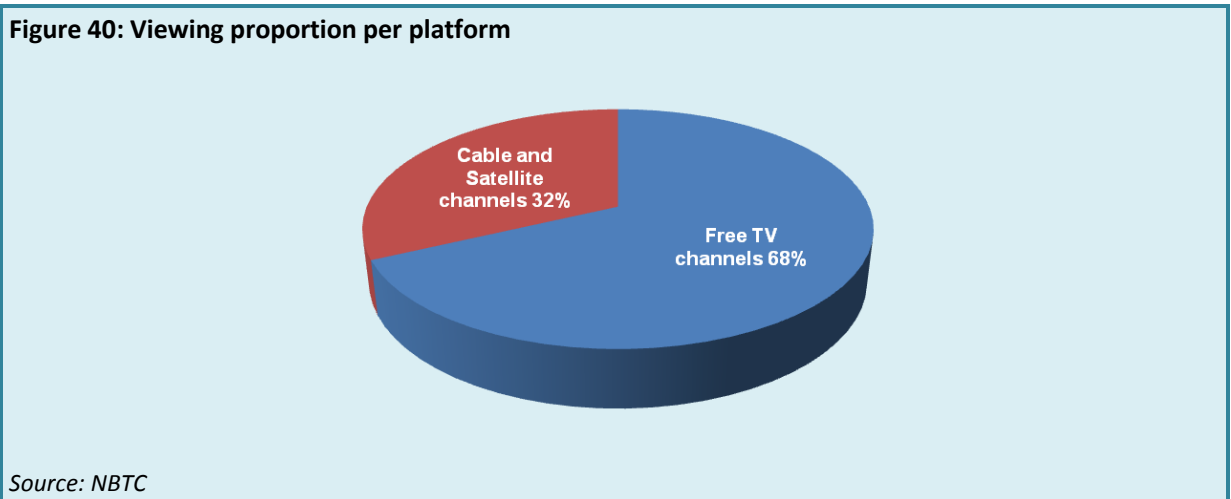 Figure 40: Viewing proportion per platform
Cable and
Satellite
channels 32%
Free TV
channels 68%
Source: NBTC